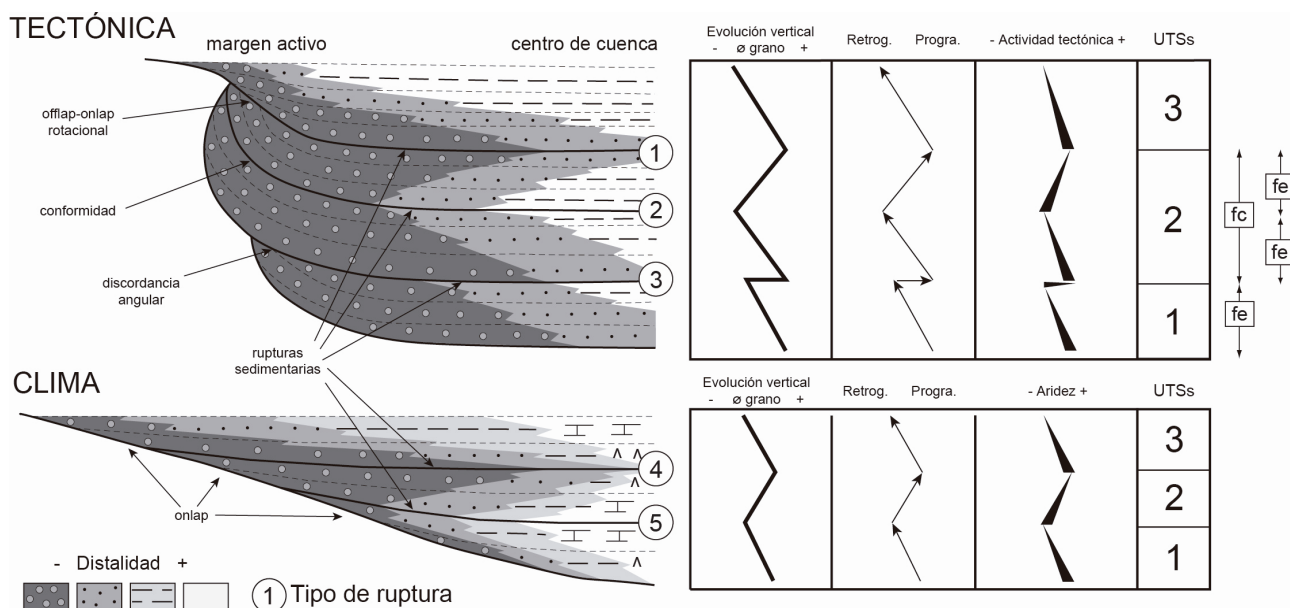 TECTÓNICA
margen activo
centro de cuenca
offlap-onlap
rotacional
conformidad
discordancia
angular
1
2
3
rupturas
sedimentarias
Evolución vertical
- ø grano +
Retrog. Progra.
- Actividad tectónica +
UTSs
3
2
1
fc
fe
fe
fe
CLIMA
onlap
4
5
Evolución vertical
- ø grano +
Retrog. Progra.
- Aridez +
UTSs
3
2
1
- Distalidad +
1 Tipo de ruptura